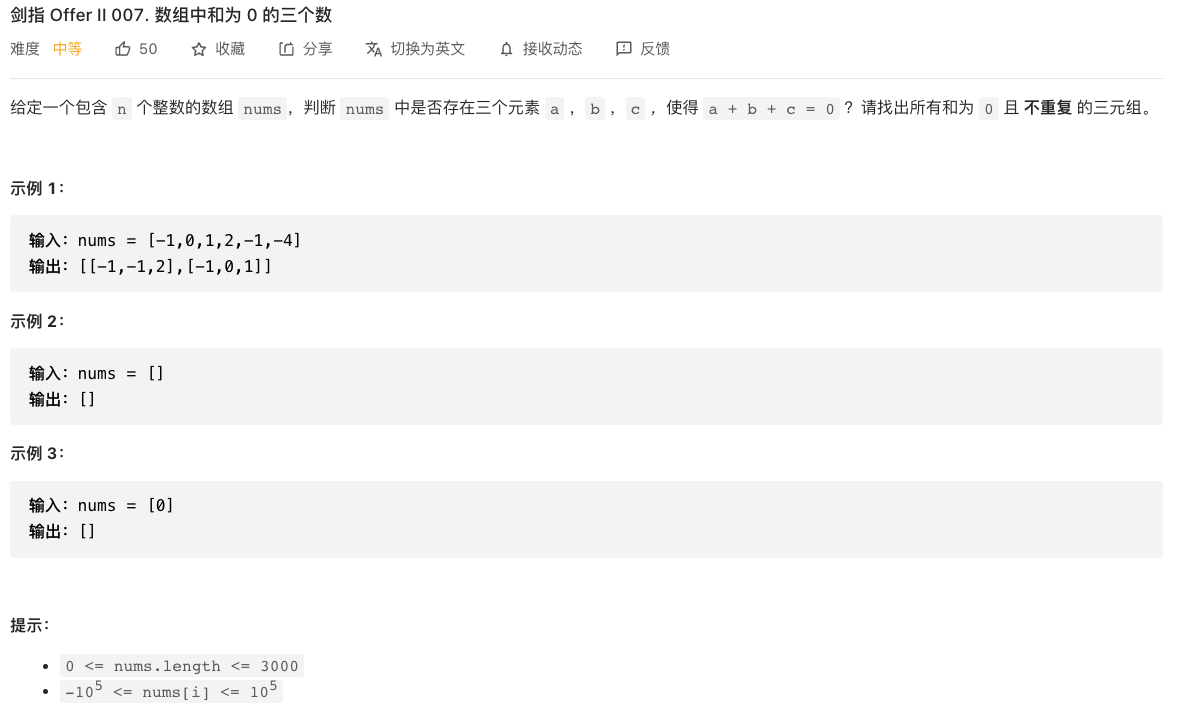 剑指 Offer II 007. 数组中和为 0 的三个数
难度 中等 50 收藏 分享 切换为英文 接收动态 反馈
给定一个包含 n 个整数的数组 nums，判断 nums 中是否存在三个元素 a ，b ，c ，使得 a + b + c = 0 ？请找出所有和为 0 且 不重复 的三元组。
示例 1：
输入：nums = [-1,0,1,2,-1,-4]
输出：[[-1,-1,2],[-1,0,1]]
示例 2：
输入：nums = []
输出：[]
示例 3：
输入：nums = [0]
输出：[]
提示：
0 <= nums.length <= 3000
-10⁵ <= nums[i] <= 10⁵